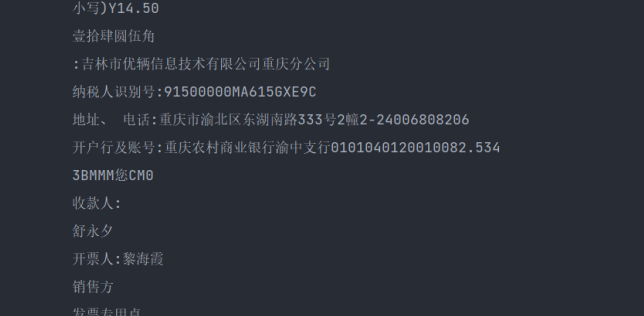 小写)Y14.50
壹拾肆圆伍角
:吉林市优辆信息技术有限公司重庆分公司
纳税人识别号:91500000MA615GXE9C
地址、 电话:重庆市渝北区东湖南路333号2幢2-24006808206
开户行及账号:重庆农村商业银行渝中支行0101040120010082.534
3BMMM您CM0
收款人:
舒永夕
开票人:黎海霞
销售方
发票专用点